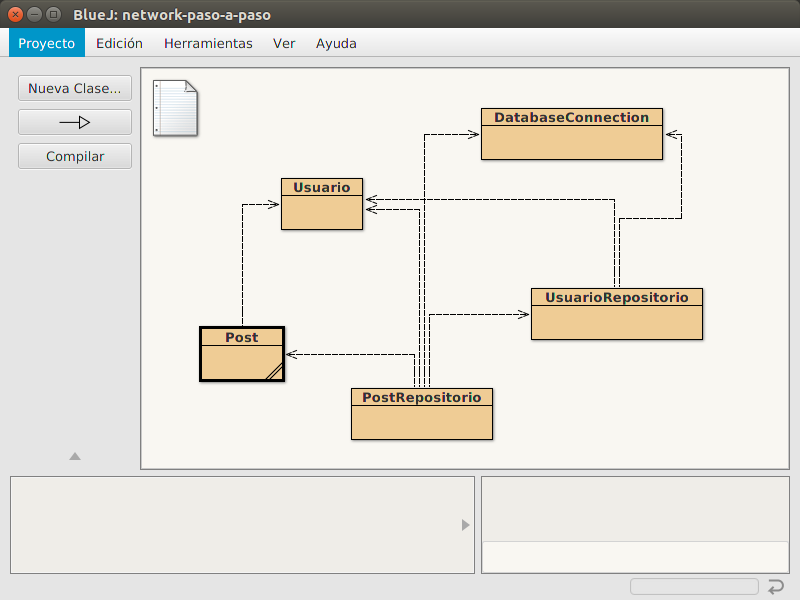 BlueJ: network-paso-a-paso
Proyecto Edición Herramientas Ver Ayuda
Nueva Clase...
Compilar
DatabaseConnection
Usuario
UsuarioRepositorio
Post
PostRepositorio